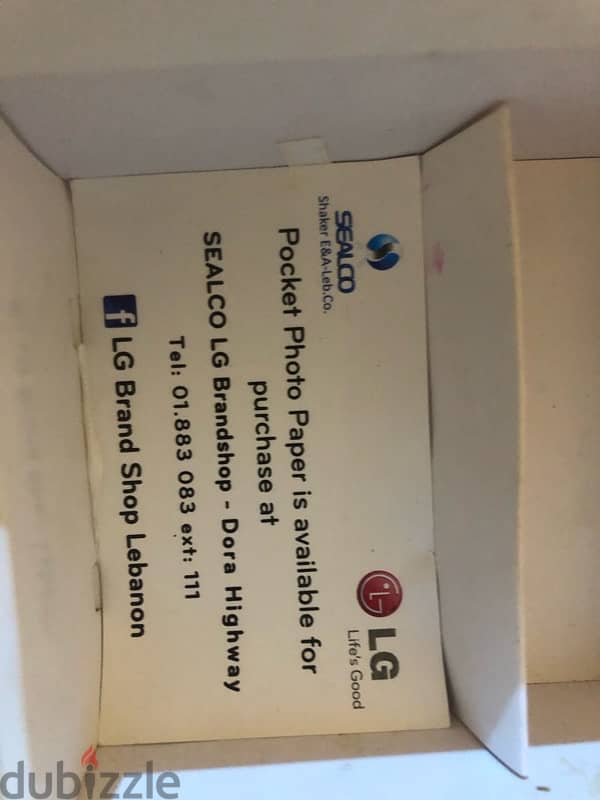 SEALCO
Shaker E&A-Leb.Co.
LG
Life's Good
Pocket Photo Paper is available for
purchase at
SEALCO LG Brandshop - Dora Highway
Tel: 01.883 083 ext: 111
f LG Brand Shop Lebanon
dubizzle